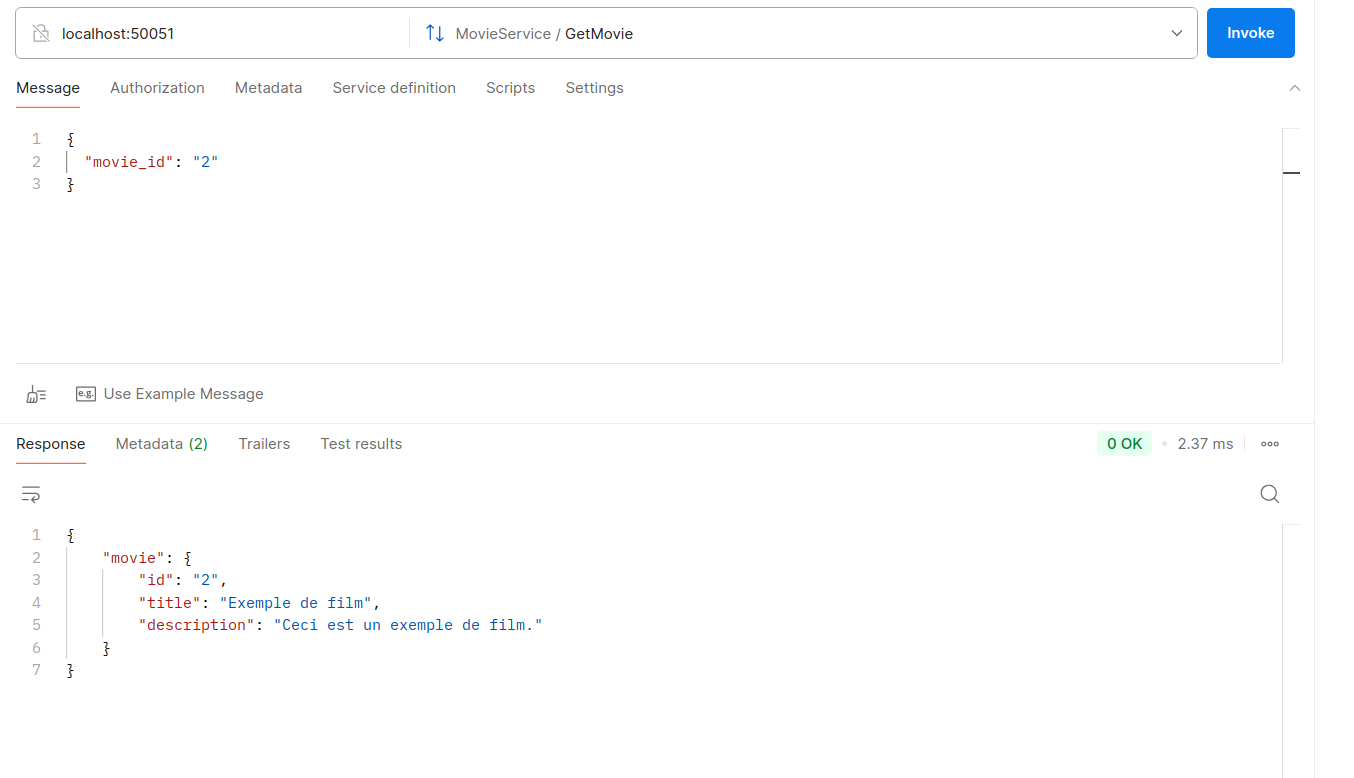 localhost:50051 MovieService / GetMovie Invoke
Message Authorization Metadata Service definition Scripts Settings
1 {
2 "movie_id": "2"
3 }
e.g. Use Example Message
Response Metadata (2) Trailers Test results 0 OK 2.37 ms
1 {
2 "movie": {
3 "id": "2",
4 "title": "Exemple de film",
5 "description": "Ceci est un exemple de film."
6 }
7 }